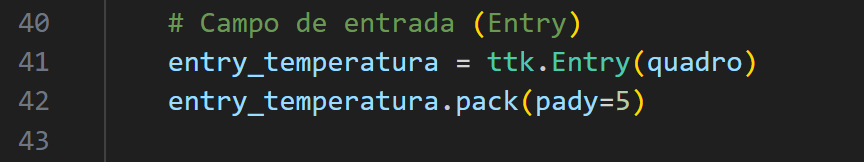 40 # Campo de entrada (Entry)
41 entry_temperatura = ttk.Entry(quadro)
42 entry_temperatura.pack(pady=5)
43